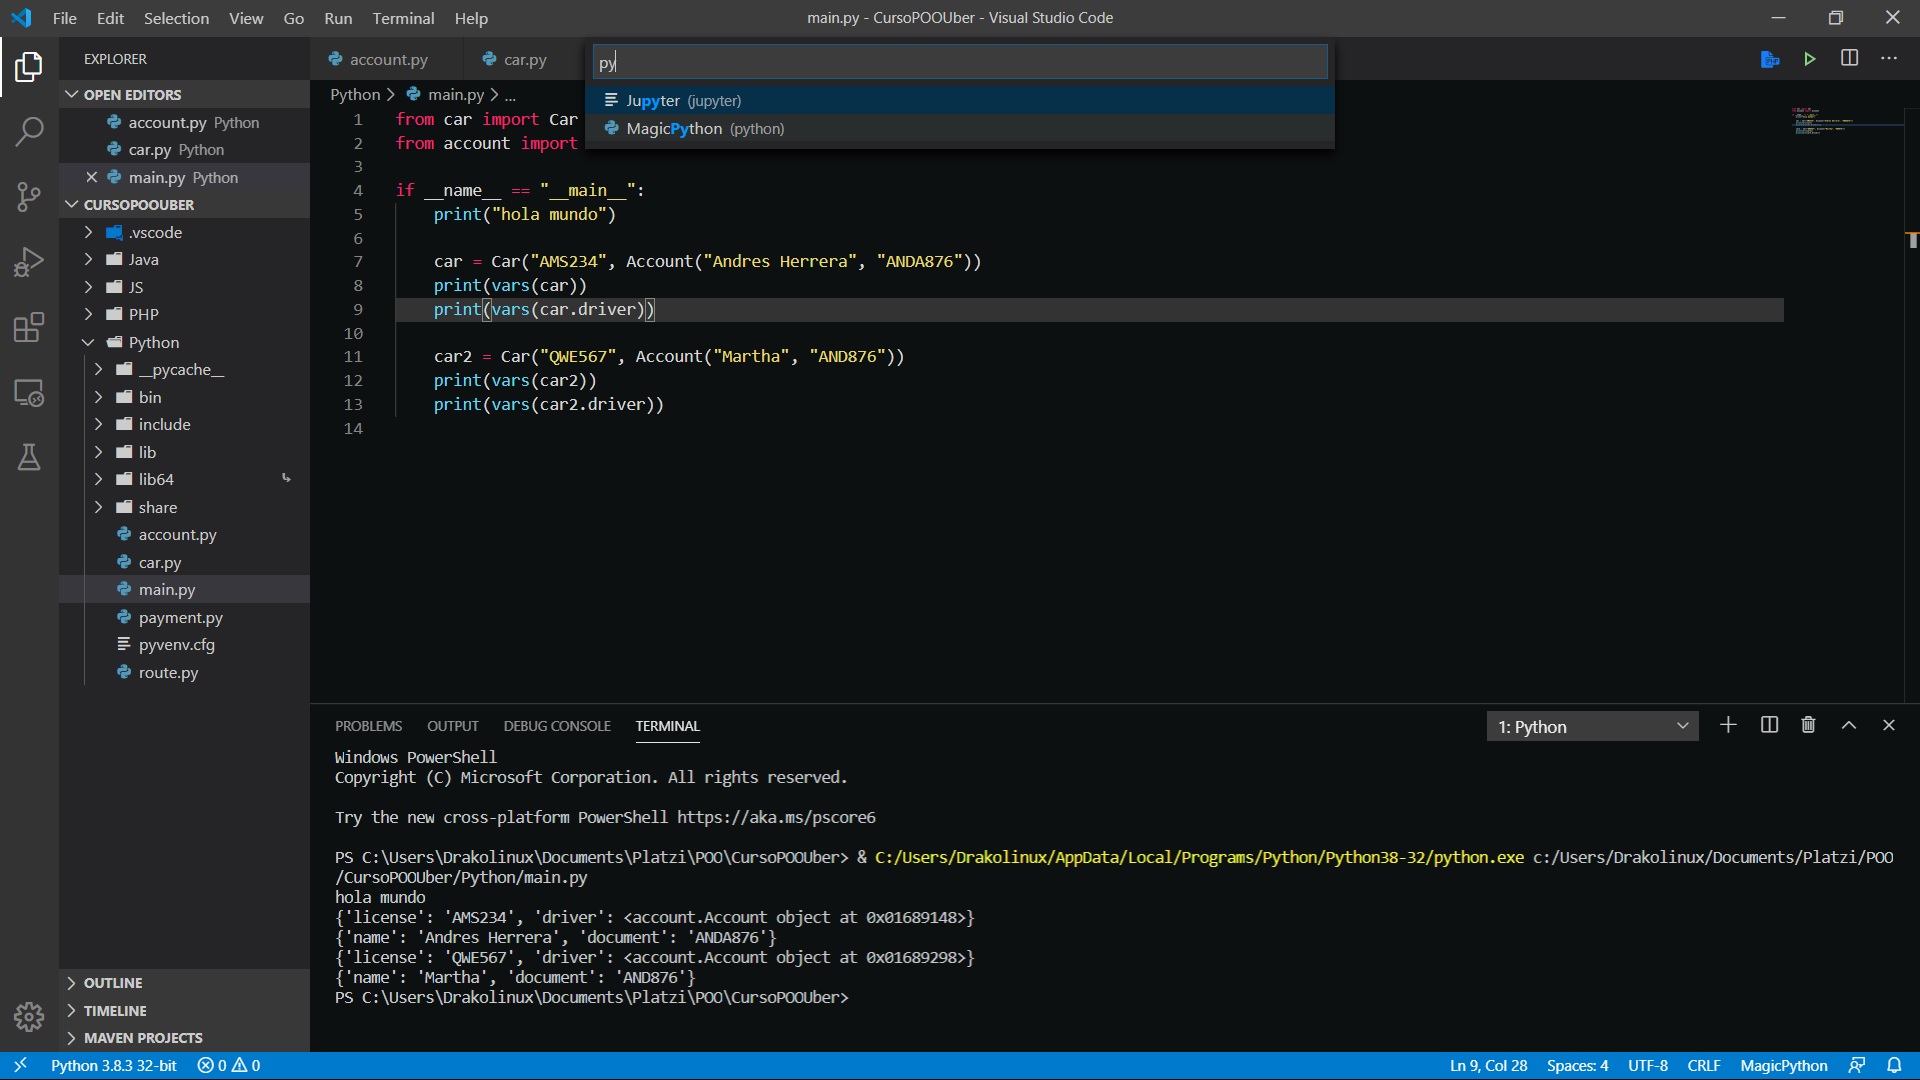 File Edit Selection View Go Run Terminal Help
main.py - CursoPOOUber - Visual Studio Code
EXPLORER
OPEN EDITORS
account.py Python
car.py Python
main.py Python
CURSOPOOUBER
.vscode
Java
JS
PHP
Python
__pycache__
bin
include
lib
lib64
share
account.py
car.py
main.py
payment.py
pyvenv.cfg
route.py
OUTLINE
TIMELINE
MAVEN PROJECTS
account.py car.py
py
Jupyter (jupyter)
MagicPython (python)
Python > main.py > ...
1 from car import Car
2 from account import
3
4 if __name__ == "__main__":
5 print("hola mundo")
6
7 car = Car("AMS234", Account("Andres Herrera", "ANDA876"))
8 print(vars(car))
9 print(vars(car.driver))
10
11 car2 = Car("QWE567", Account("Martha", "AND876"))
12 print(vars(car2))
13 print(vars(car2.driver))
14
PROBLEMS OUTPUT DEBUG CONSOLE TERMINAL
1: Python
Windows PowerShell
Copyright (C) Microsoft Corporation. All rights reserved.
Try the new cross-platform PowerShell https://aka.ms/pscore6
PS C:\Users\Drakolinux\Documents\Platzi\POO\CursoPOOUber> & C:/Users/Drakolinux/AppData/Local/Programs/Python/Python38-32/python.exe c:/Users/Drakolinux/Documents/Platzi/POO
/CursoPOOUber/Python/main.py
hola mundo
{'license': 'AMS234', 'driver': <account.Account object at 0x01689148>}
{'name': 'Andres Herrera', 'document': 'ANDA876'}
{'license': 'QWE567', 'driver': <account.Account object at 0x01689298>}
{'name': 'Martha', 'document': 'AND876'}
PS C:\Users\Drakolinux\Documents\Platzi\POO\CursoPOOUber>
Python 3.8.3 32-bit 0 0
Ln 9, Col 28 Spaces: 4 UTF-8 CRLF MagicPython